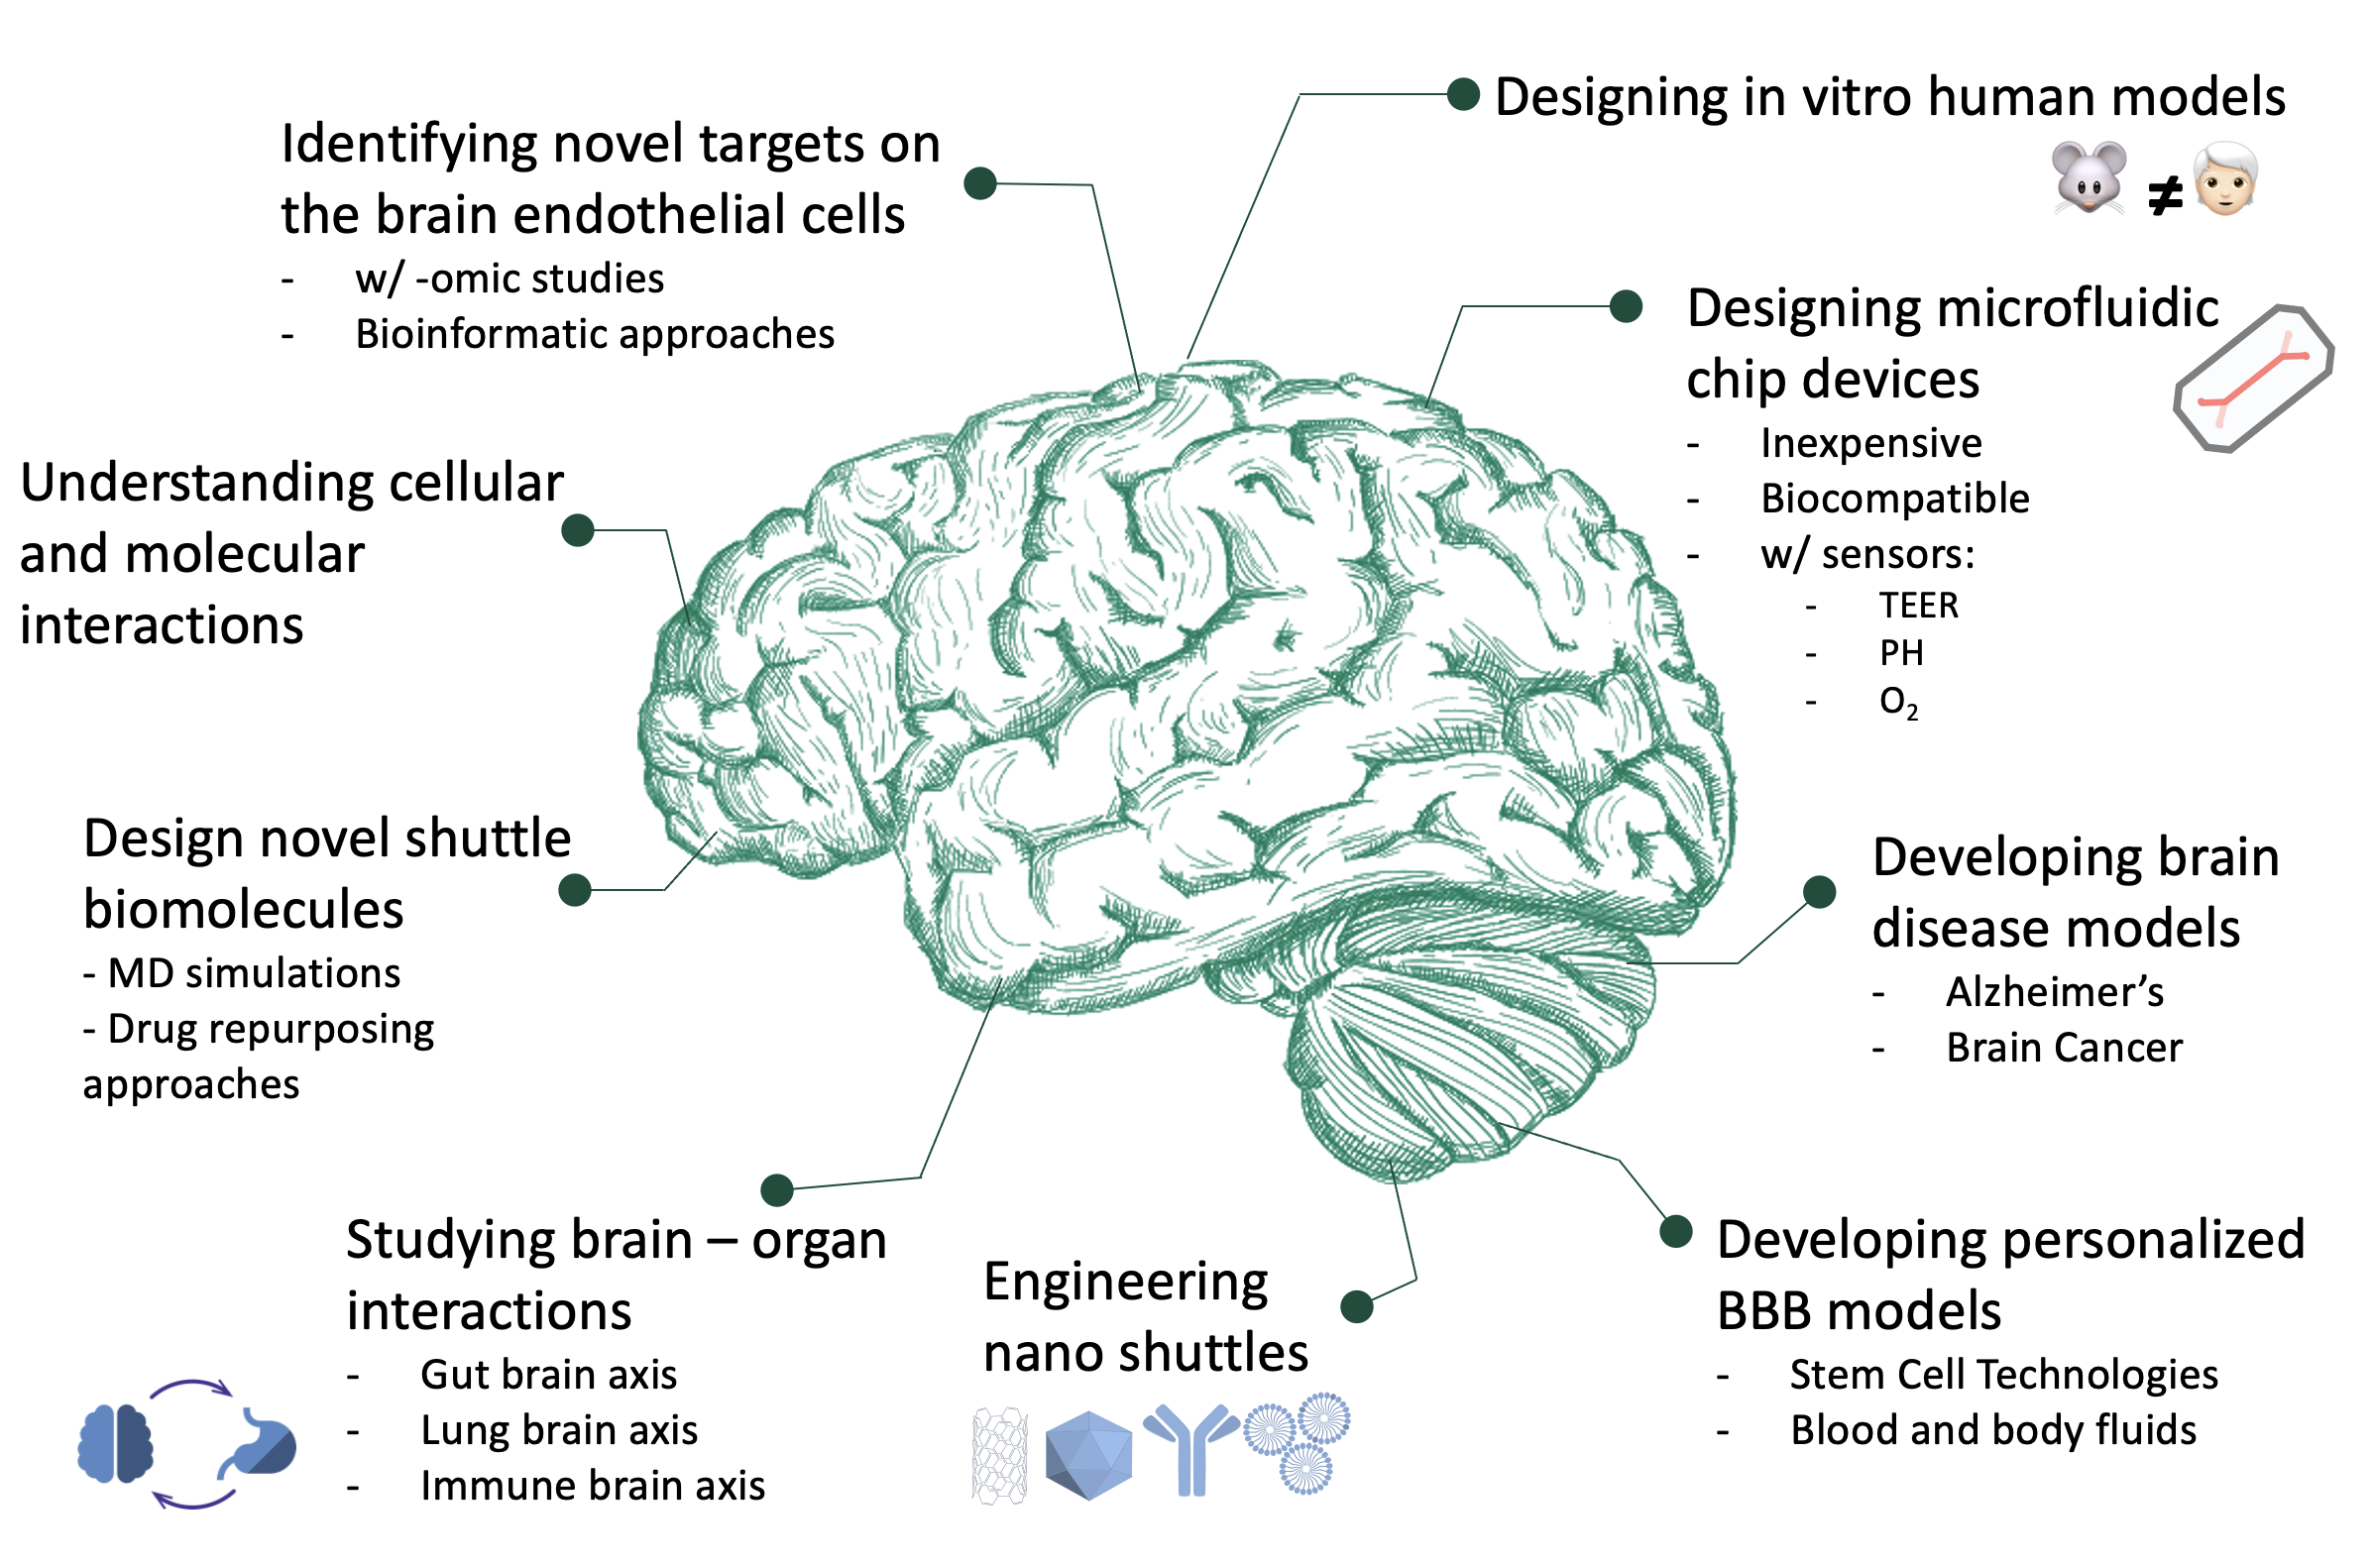 Designing in vitro human models
≠
Identifying novel targets on
the brain endothelial cells
- w/ -omic studies
- Bioinformatic approaches
Designing microfluidic
chip devices
- Inexpensive
- Biocompatible
- w/ sensors:
- TEER
- PH
- O₂
Understanding cellular
and molecular
interactions
Design novel shuttle
biomolecules
- MD simulations
- Drug repurposing
approaches
Developing brain
disease models
- Alzheimer’s
- Brain Cancer
Studying brain – organ
interactions
- Gut brain axis
- Lung brain axis
- Immune brain axis
Engineering
nano shuttles
Developing personalized
BBB models
- Stem Cell Technologies
- Blood and body fluids